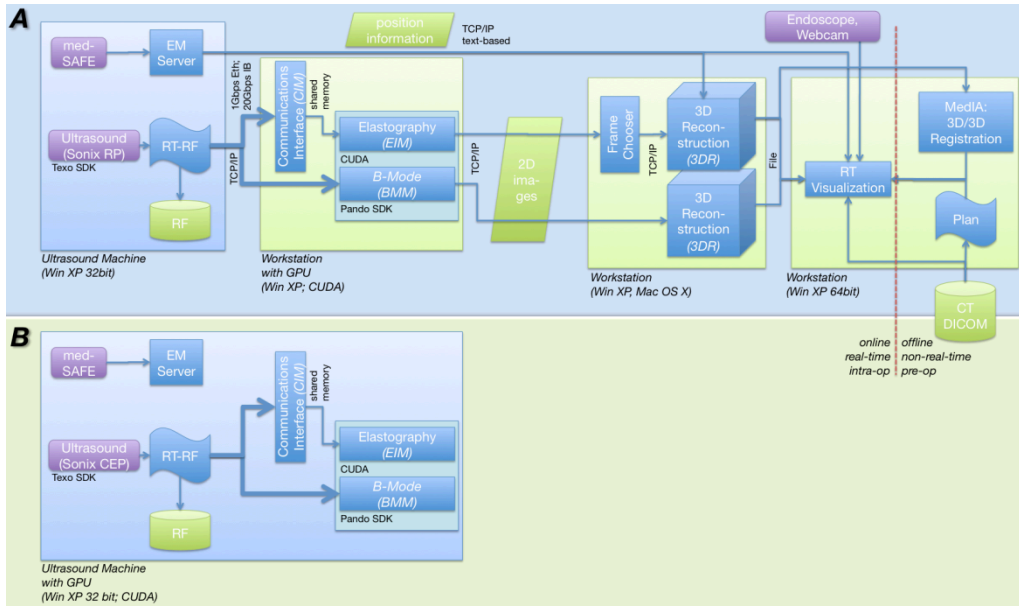 A
med-
SAFE
EM
Server
position
information
TCP/IP
text-based
Endoscope,
Webcam
1Gbps Eth;
20Gbps IB
TCP/IP
Communications
Interface (CIM)
shared
memory
Ultrasound
(Sonix RP)
Texo SDK
RT-RF
RF
Elastography
(EIM)
CUDA
B-Mode
(BMM)
Pando SDK
TCP/IP
2D
ima-
ges
Frame
Chooser
TCP/IP
3D
Recon-
struction
(3DR)
3D
Recon-
struction
(3DR)
File
RT
Visualization
MedIA:
3D/3D
Registration
Plan
CT
DICOM
Ultrasound Machine
(Win XP 32bit)
Workstation
with GPU
(Win XP; CUDA)
Workstation
(Win XP, Mac OS X)
Workstation
(Win XP 64bit)
online
real-time
intra-op
offline
non-real-time
pre-op
B
med-
SAFE
EM
Server
Communications
Interface (CIM)
shared
memory
Ultrasound
(Sonix CEP)
Texo SDK
RT-RF
RF
Elastography
(EIM)
CUDA
B-Mode
(BMM)
Pando SDK
Ultrasound Machine
with GPU
(Win XP 32 bit; CUDA)